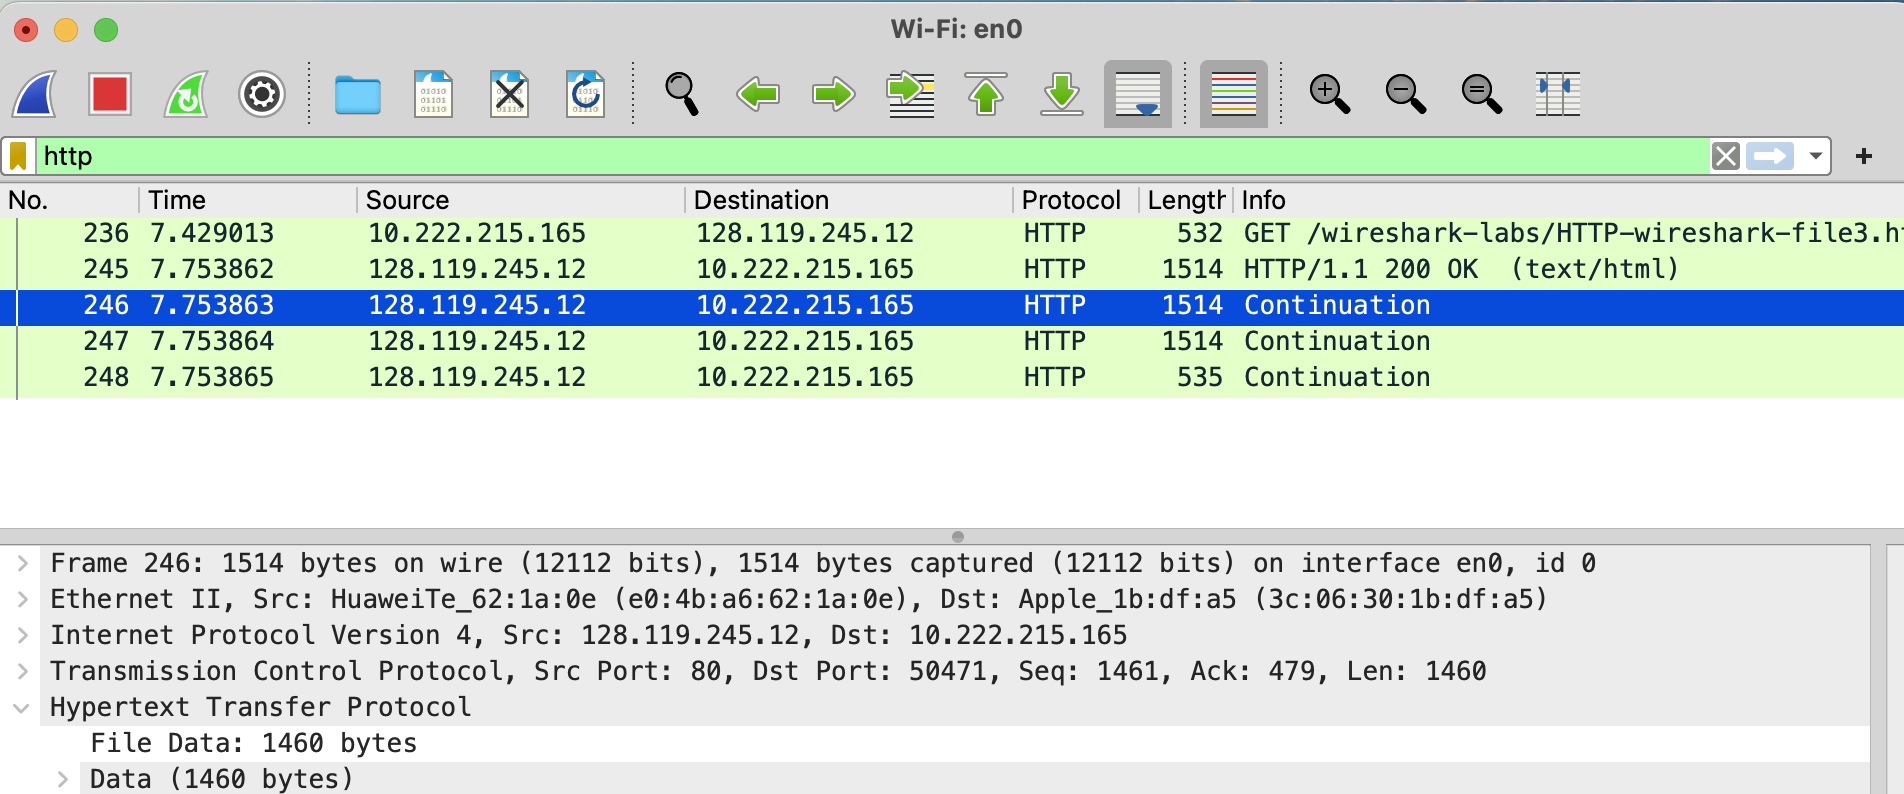 Wi-Fi: en0
http
No. Time Source Destination Protocol Length Info
236 7.429013 10.222.215.165 128.119.245.12 HTTP 532 GET /wireshark-labs/HTTP-wireshark-file3.h
245 7.753862 128.119.245.12 10.222.215.165 HTTP 1514 HTTP/1.1 200 OK (text/html)
246 7.753863 128.119.245.12 10.222.215.165 HTTP 1514 Continuation
247 7.753864 128.119.245.12 10.222.215.165 HTTP 1514 Continuation
248 7.753865 128.119.245.12 10.222.215.165 HTTP 535 Continuation
Frame 246: 1514 bytes on wire (12112 bits), 1514 bytes captured (12112 bits) on interface en0, id 0
Ethernet II, Src: HuaweiTe_62:1a:0e (e0:4b:a6:62:1a:0e), Dst: Apple_1b:df:a5 (3c:06:30:1b:df:a5)
Internet Protocol Version 4, Src: 128.119.245.12, Dst: 10.222.215.165
Transmission Control Protocol, Src Port: 80, Dst Port: 50471, Seq: 1461, Ack: 479, Len: 1460
Hypertext Transfer Protocol
File Data: 1460 bytes
Data (1460 bytes)